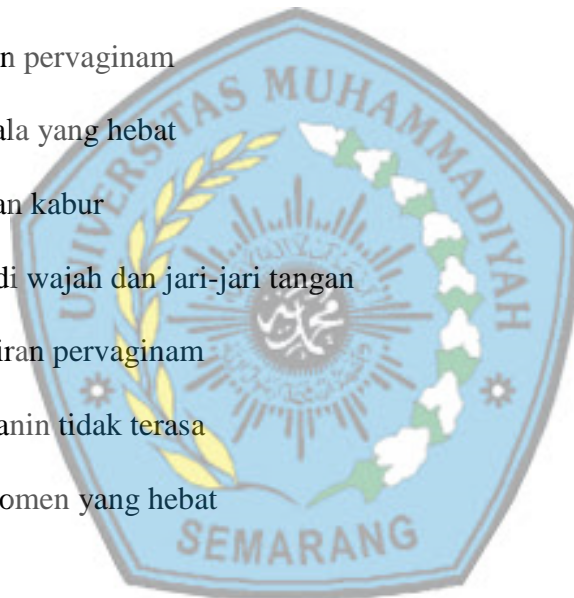 n pervaginam
ala yang hebat
an kabur
di wajah dan jari-jari tangan
iran pervaginam
anin tidak terasa
omen yang hebat
UNIVERSITAS MUHAMMADIYAH
SEMARANG